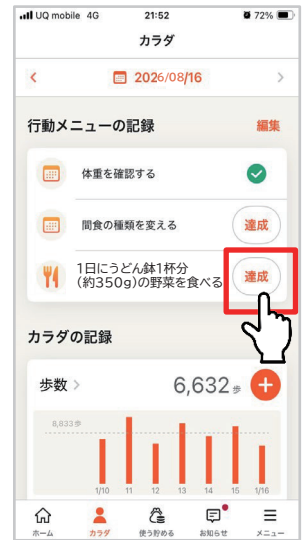 UQ mobile 4G 21:52 72%
カラダ
< 2026/08/16 >
行動メニューの記録 編集
体重を確認する
間食の種類を変える 達成
1日にうどん鉢1杯分
(約350g)の野菜を食べる 達成
カラダの記録
歩数 > 6,632 歩 +
6,833歩
1/10 11 12 13 14 15 1/16
ホーム カラダ 使う貯める お知らせ メニュー